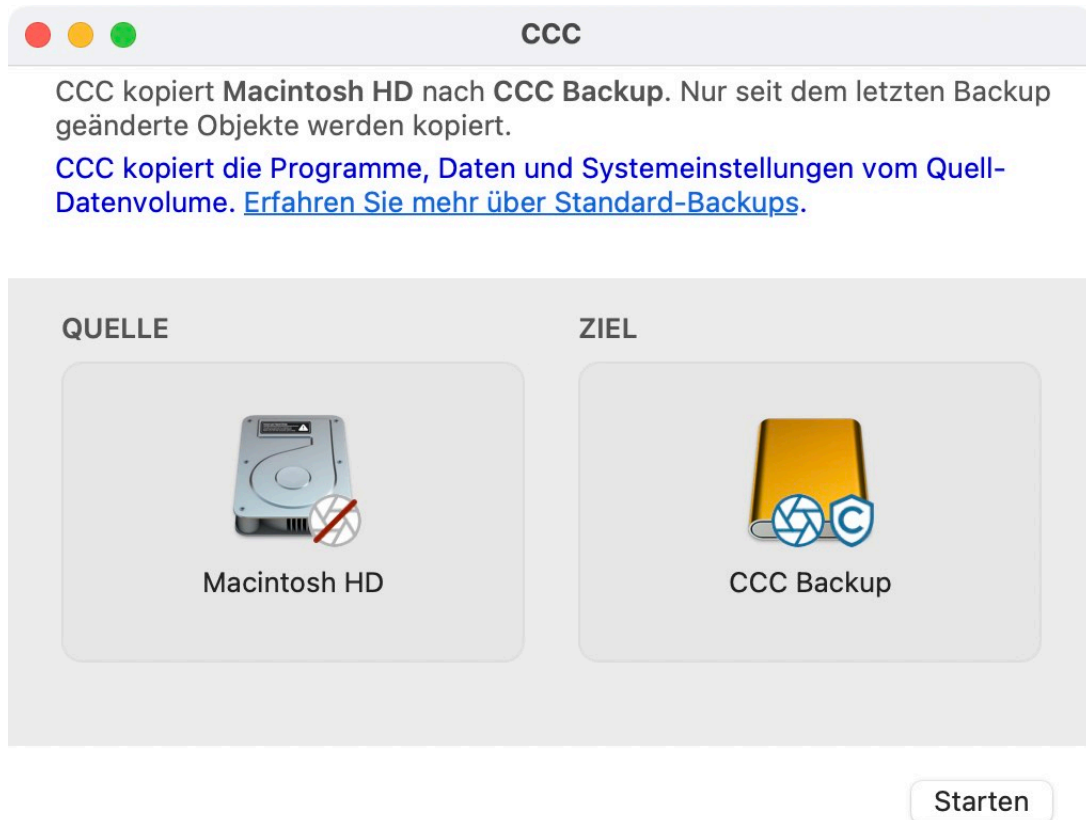 CCC
CCC kopiert Macintosh HD nach CCC Backup. Nur seit dem letzten Backup
geänderte Objekte werden kopiert.
CCC kopiert die Programme, Daten und Systemeinstellungen vom Quell-
Datenvolume. Erfahren Sie mehr über Standard-Backups.
QUELLE
ZIEL
Macintosh HD
CCC Backup
Starten